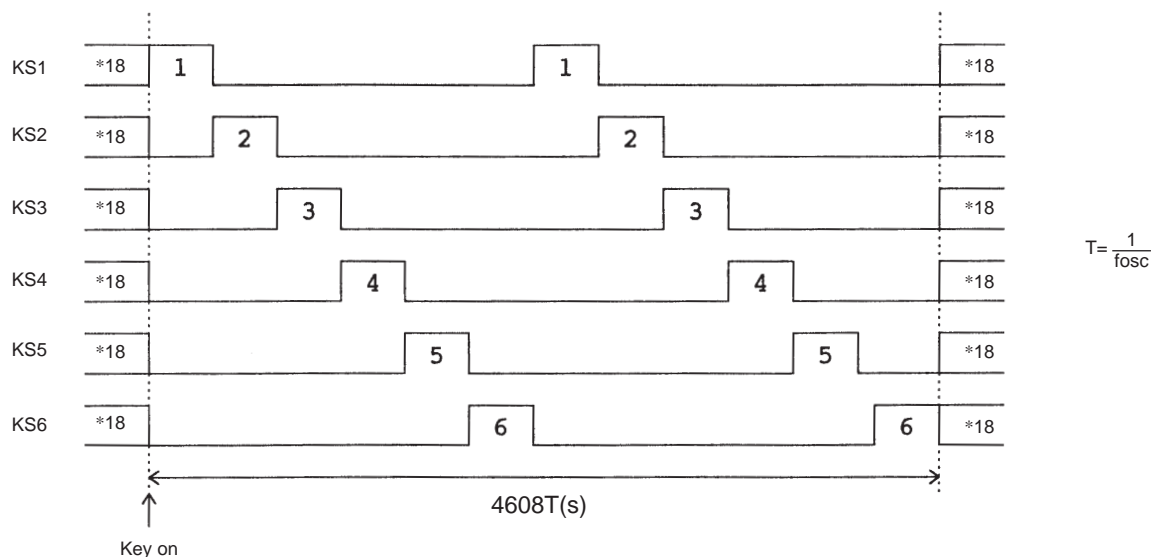 KS1 *18 1 1 *18
KS2 *18 2 2 *18
KS3 *18 3 3 *18
T= 1/fosc
KS4 *18 4 4 *18
KS5 *18 5 5 *18
KS6 *18 6 6 *18
4608T(s)
Key on